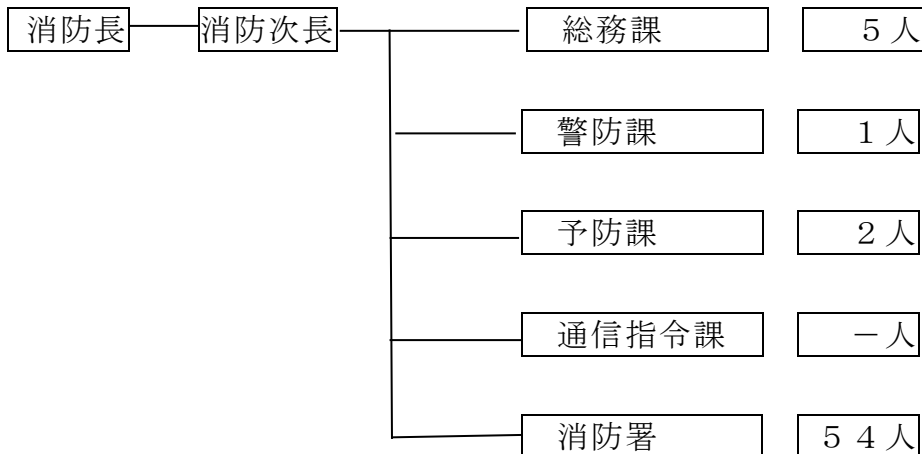 消防長 消防次長 総務課 ５人
警防課 １人
予防課 ２人
通信指令課 －人
消防署 ５４人